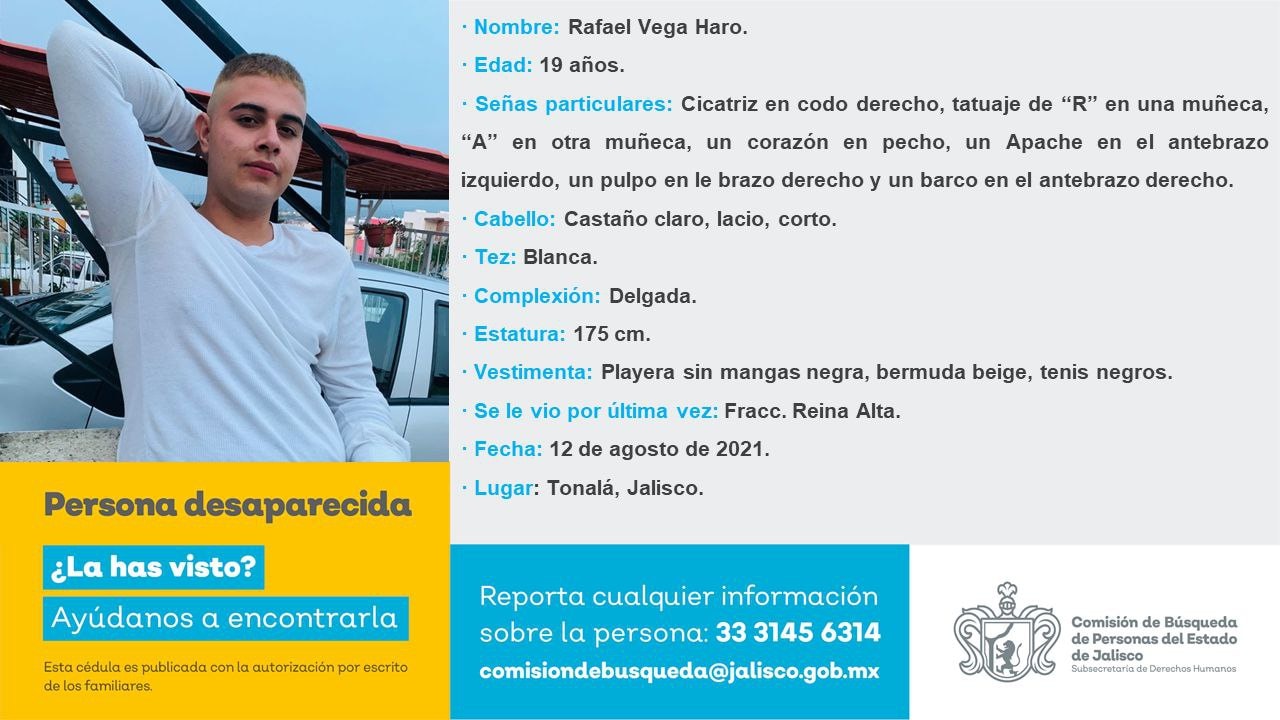 · Nombre: Rafael Vega Haro.
· Edad: 19 años.
· Señas particulares: Cicatriz en codo derecho, tatuaje de “R” en una muñeca,
“A” en otra muñeca, un corazón en pecho, un Apache en el antebrazo
izquierdo, un pulpo en le brazo derecho y un barco en el antebrazo derecho.
· Cabello: Castaño claro, lacio, corto.
· Tez: Blanca.
· Complexión: Delgada.
· Estatura: 175 cm.
· Vestimenta: Playera sin mangas negra, bermuda beige, tenis negros.
· Se le vio por última vez: Fracc. Reina Alta.
· Fecha: 12 de agosto de 2021.
· Lugar: Tonalá, Jalisco.
Persona desaparecida
¿La has visto?
Ayúdanos a encontrarla
Esta cédula es publicada con la autorización por escrito
de los familiares.
Reporta cualquier información
sobre la persona: 33 3145 6314
comisiondebusqueda@jalisco.gob.mx
Comisión de Búsqueda
de Personas del Estado
de Jalisco
Subsecretaría de Derechos Humanos